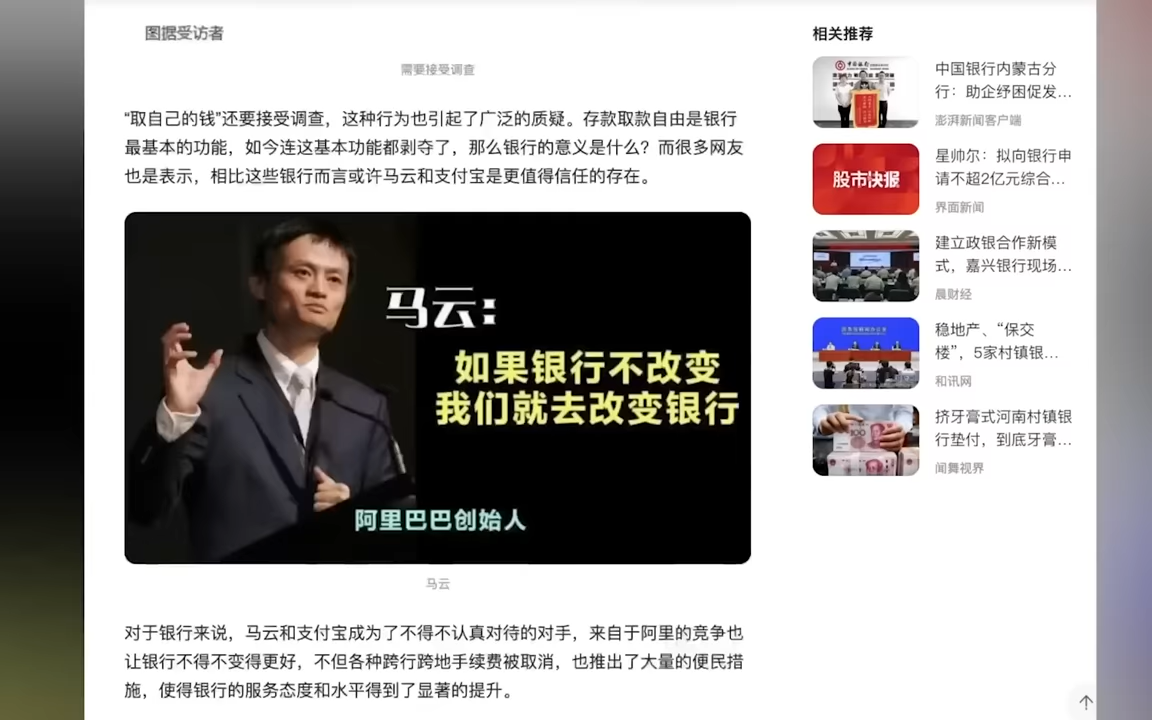 图据受访者
需要接受调查
“取自己的钱”还要接受调查，这种行为也引起了广泛的质疑。存款取款自由是银行
最基本的功能，如今连这基本功能都剥夺了，那么银行的意义是什么？而很多网友
也是表示，相比这些银行而言或许马云和支付宝是更值得信任的存在。
马云：
如果银行不改变
我们就去改变银行
阿里巴巴创始人
马云
对于银行来说，马云和支付宝成为了不得不认真对待的对手，来自于阿里的竞争也
让银行不得不变得更好，不但各种跨行跨地手续费被取消，也推出了大量的便民措
施，使得银行的服务态度和水平得到了显著的提升。
相关推荐
中国银行内蒙古分
行：助企纾困促发…
澎湃新闻客户端
股市快报
星帅尔：拟向银行申
请不超2亿元综合…
界面新闻
建立政银合作新模
式，嘉兴银行现场…
晨财经
稳地产、“保交
楼”，5家村镇银…
和讯网
挤牙膏式河南村镇银
行垫付，到底牙膏…
闻舞视界